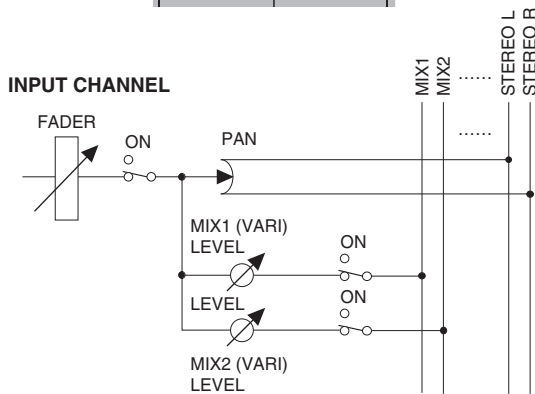 STEREO L
STEREO R
MIX1
MIX2
......
......
INPUT CHANNEL
FADER
ON
PAN
MIX1 (VARI)
LEVEL
ON
LEVEL
ON
MIX2 (VARI)
LEVEL